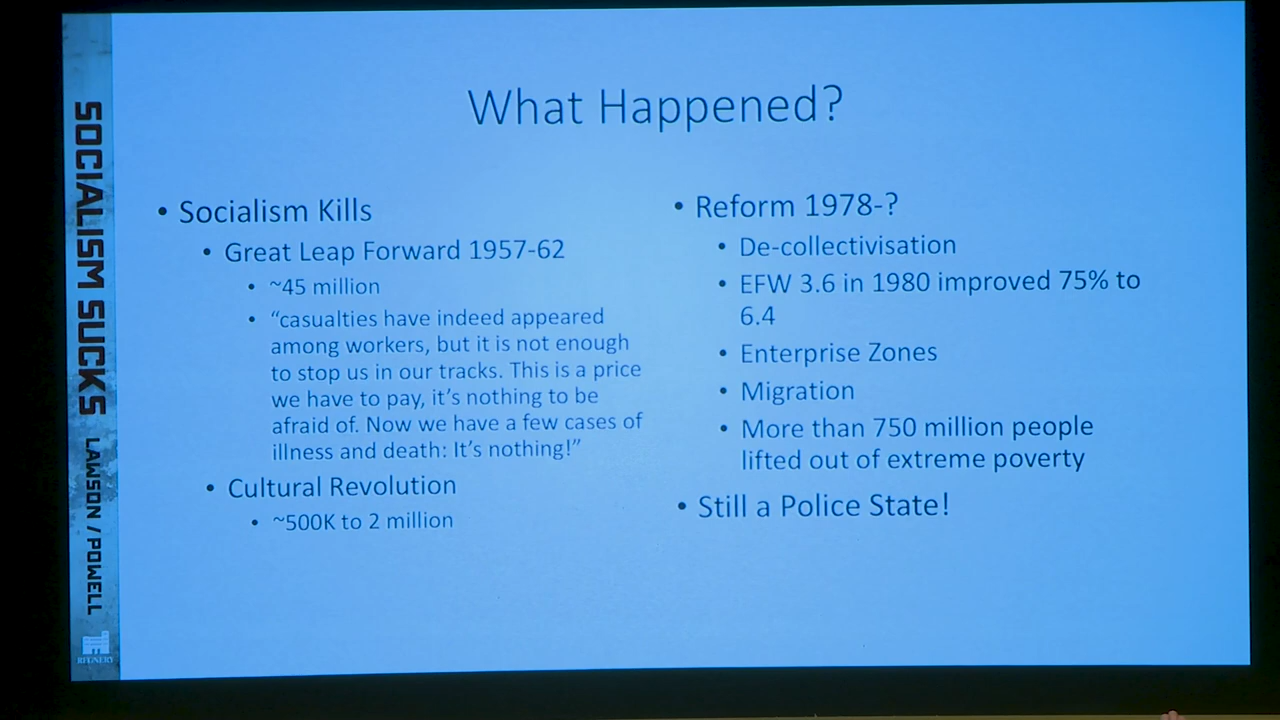 SOCIALISM SUCKS LAWSON / POWELL
REGNERY
What Happened?
• Socialism Kills
• Great Leap Forward 1957-62
• ~45 million
• “casualties have indeed appeared
among workers, but it is not enough
to stop us in our tracks. This is a price
we have to pay, it’s nothing to be
afraid of. Now we have a few cases of
illness and death: It’s nothing!”
• Cultural Revolution
• ~500K to 2 million
• Reform 1978-?
• De-collectivisation
• EFW 3.6 in 1980 improved 75% to
6.4
• Enterprise Zones
• Migration
• More than 750 million people
lifted out of extreme poverty
• Still a Police State!